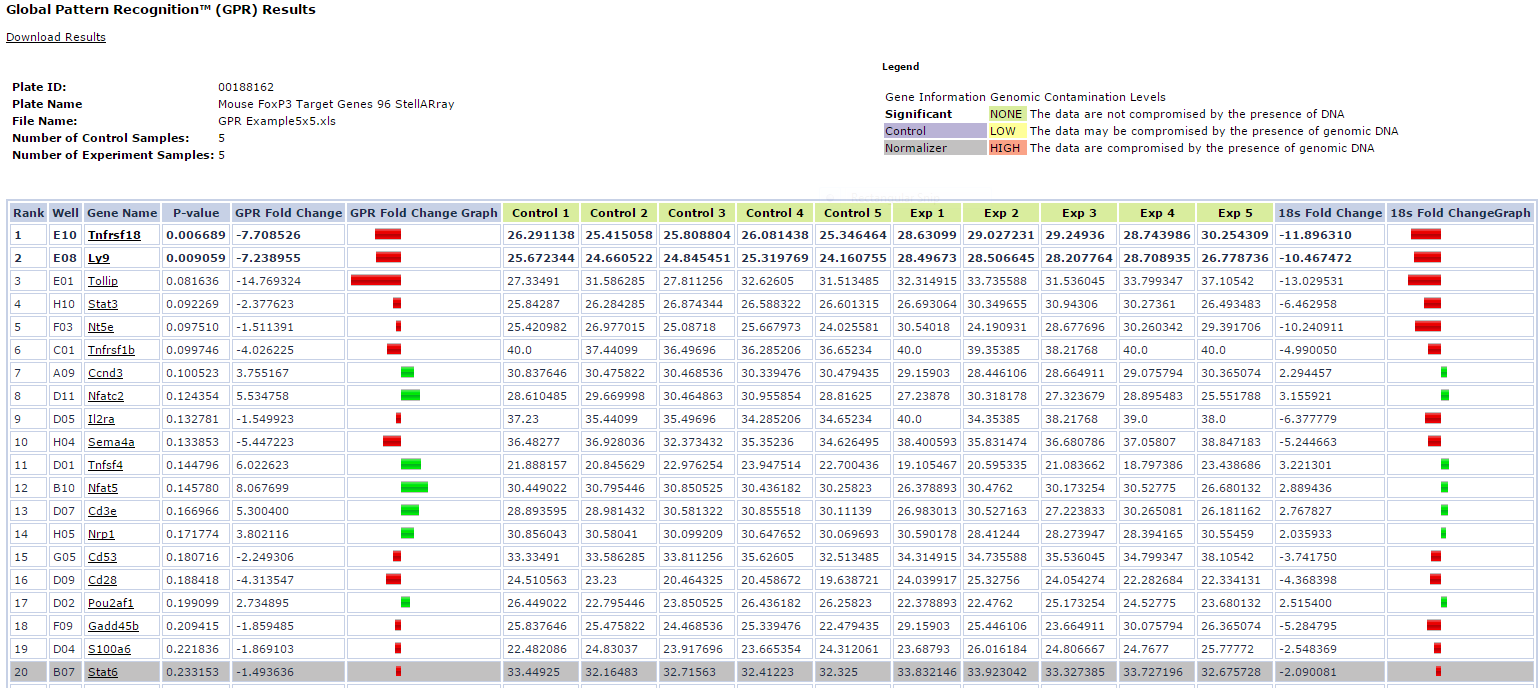 Global Pattern Recognition™ (GPR) Results
Download Results
Legend
Plate ID: 00188162
Plate Name Mouse FoxP3 Target Genes 96 StellARray
File Name: GPR Example5x5.xls
Number of Control Samples: 5
Number of Experiment Samples: 5
Gene Information Genomic Contamination Levels
Significant NONE The data are not compromised by the presence of DNA
Control LOW The data may be compromised by the presence of genomic DNA
Normalizer HIGH The data are compromised by the presence of genomic DNA
Rank Well Gene Name P-value GPR Fold Change GPR Fold Change Graph Control 1 Control 2 Control 3 Control 4 Control 5 Exp 1 Exp 2 Exp 3 Exp 4 Exp 5 18s Fold Change 18s Fold ChangeGraph
1 E10 Tnfrsf18 0.006689 -7.708526 26.291138 25.415058 25.808804 26.081438 25.346464 28.63099 29.027231 29.24936 28.743986 30.254309 -11.896310
2 E08 Ly9 0.009059 -7.238955 25.672344 24.660522 24.845451 25.319769 24.160755 28.49673 28.506645 28.207764 28.708935 26.778736 -10.467472
3 E01 Tollip 0.081636 -14.769324 27.33491 31.586285 27.811256 32.62605 31.513485 32.314915 33.735588 31.536045 33.799347 37.10542 -13.029531
4 H10 Stat3 0.092269 -2.377623 25.84287 26.284285 26.874344 26.588322 26.601315 26.693064 30.349655 30.94306 30.27361 26.493483 -6.462958
5 F03 Nt5e 0.097510 -1.511391 25.420982 26.977015 25.08718 25.667973 24.025581 30.54018 24.190931 28.677696 30.260342 29.391706 -10.240911
6 C01 Tnfrsf1b 0.099746 -4.026225 40.0 37.44099 36.49696 36.285206 36.65234 40.0 39.35385 38.21768 40.0 40.0 -4.990050
7 A09 Ccnd3 0.100523 3.755167 30.837646 30.475822 30.468536 30.339476 30.479435 29.15903 28.446106 28.664911 29.075794 30.365074 2.294457
8 D11 Nfatc2 0.124354 5.534758 28.610485 29.669998 30.464863 30.955854 28.81625 27.23878 30.318178 27.323679 28.895483 25.551788 3.155921
9 D05 Il2ra 0.132781 -1.549923 37.23 35.44099 35.49696 34.285206 34.65234 40.0 34.35385 38.21768 39.0 38.0 -6.377779
10 H04 Sema4a 0.133853 -5.447223 36.48277 36.928036 32.373432 35.35236 34.626495 38.400593 35.831474 36.680786 37.05807 38.847183 -5.244663
11 D01 Tnfsf4 0.144796 6.022623 21.888157 20.845629 22.976254 23.947514 22.700436 19.105467 20.595335 21.083662 18.797386 23.438686 3.221301
12 B10 Nfat5 0.145780 8.067699 30.449022 30.795446 30.850525 30.436182 30.25823 26.378893 30.4762 30.173254 30.52775 26.680132 2.889436
13 D07 Cd3e 0.166966 5.300400 28.893595 28.981432 30.581322 30.855518 30.11139 26.983013 30.527163 27.223833 30.265081 26.181162 2.767827
14 H05 Nrp1 0.171774 3.802116 30.856043 30.58041 30.099209 30.647652 30.069693 30.590178 28.41244 28.273947 28.394165 30.55459 2.035933
15 G05 Cd53 0.180716 -2.249306 33.33491 33.586285 33.811256 35.62605 32.513485 34.314915 34.735588 35.536045 34.799347 38.10542 -3.741750
16 D09 Cd28 0.188418 -4.313547 24.510563 23.23 20.464325 20.458672 19.638721 24.039917 25.32756 24.054274 22.282684 22.334131 -4.368398
17 D02 Pou2af1 0.199099 2.734895 26.449022 22.795446 23.850525 26.436182 26.25823 22.378893 22.4762 25.173254 24.52775 23.680132 2.515400
18 F09 Gadd45b 0.209415 -1.859485 25.837646 25.475822 24.468536 25.339476 22.479435 29.15903 25.446106 23.664911 30.075794 26.365074 -5.284795
19 D04 S100a6 0.221836 -1.869103 22.482086 24.83037 23.917696 23.665354 24.312061 23.68793 26.016184 24.806667 24.7677 25.77772 -2.548369
20 B07 Stat6 0.233153 -1.493636 33.44925 32.16483 32.71563 32.41223 32.325 33.832146 33.923042 33.327385 33.727196 32.675728 -2.090081